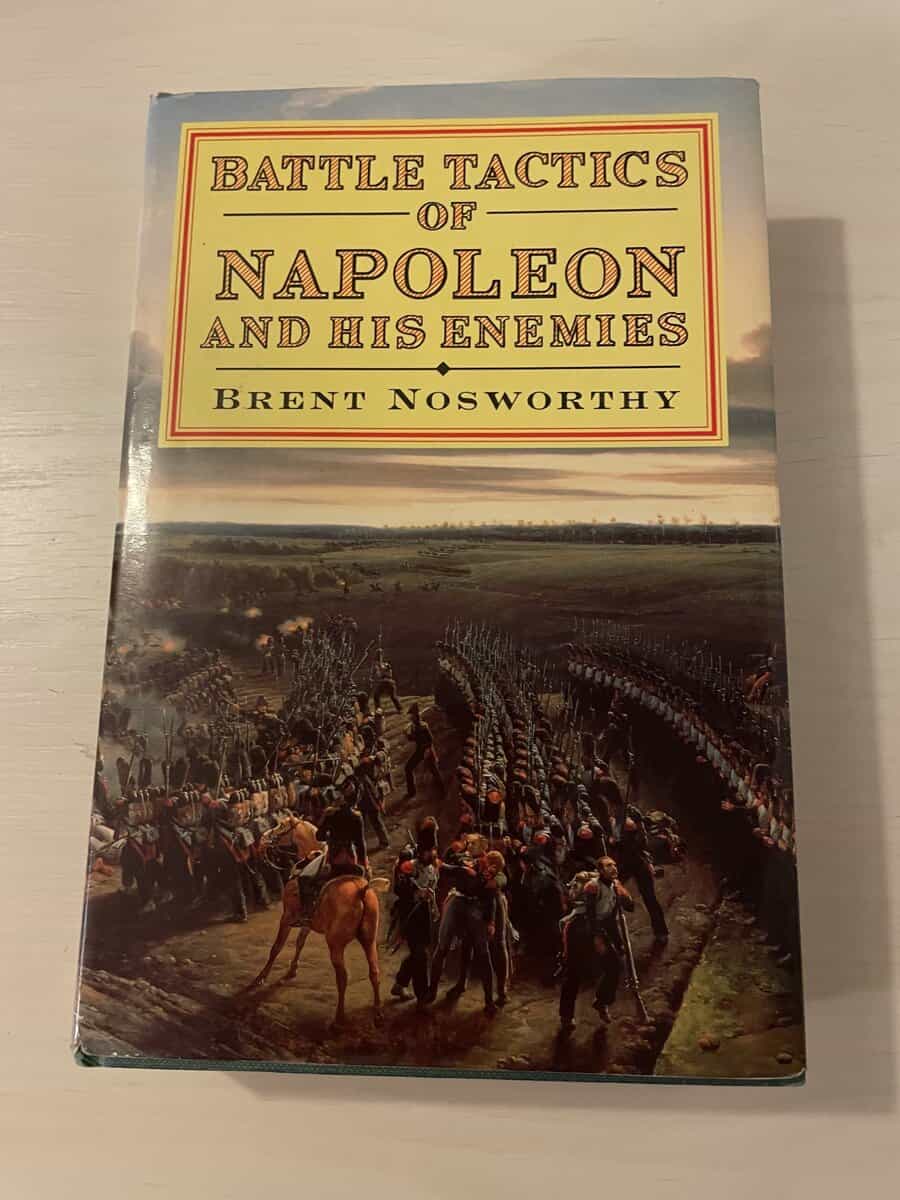 BATTLE TACTICS
OF
NAPOLEON
AND HIS ENEMIES
BRENT NOSWORTHY